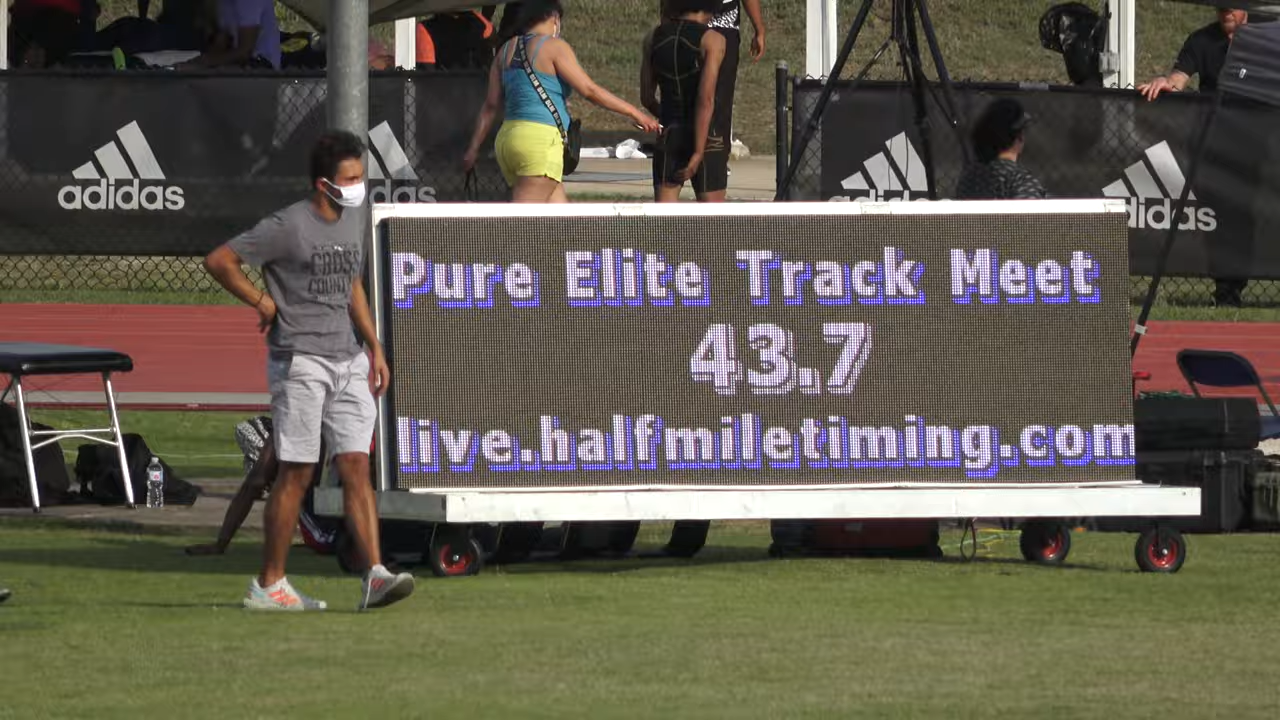 adidas
adidas
adidas
adidas
CROSS
COUNTRY
Pure Elite Track Meet
43.7
live.halfmiletiming.com